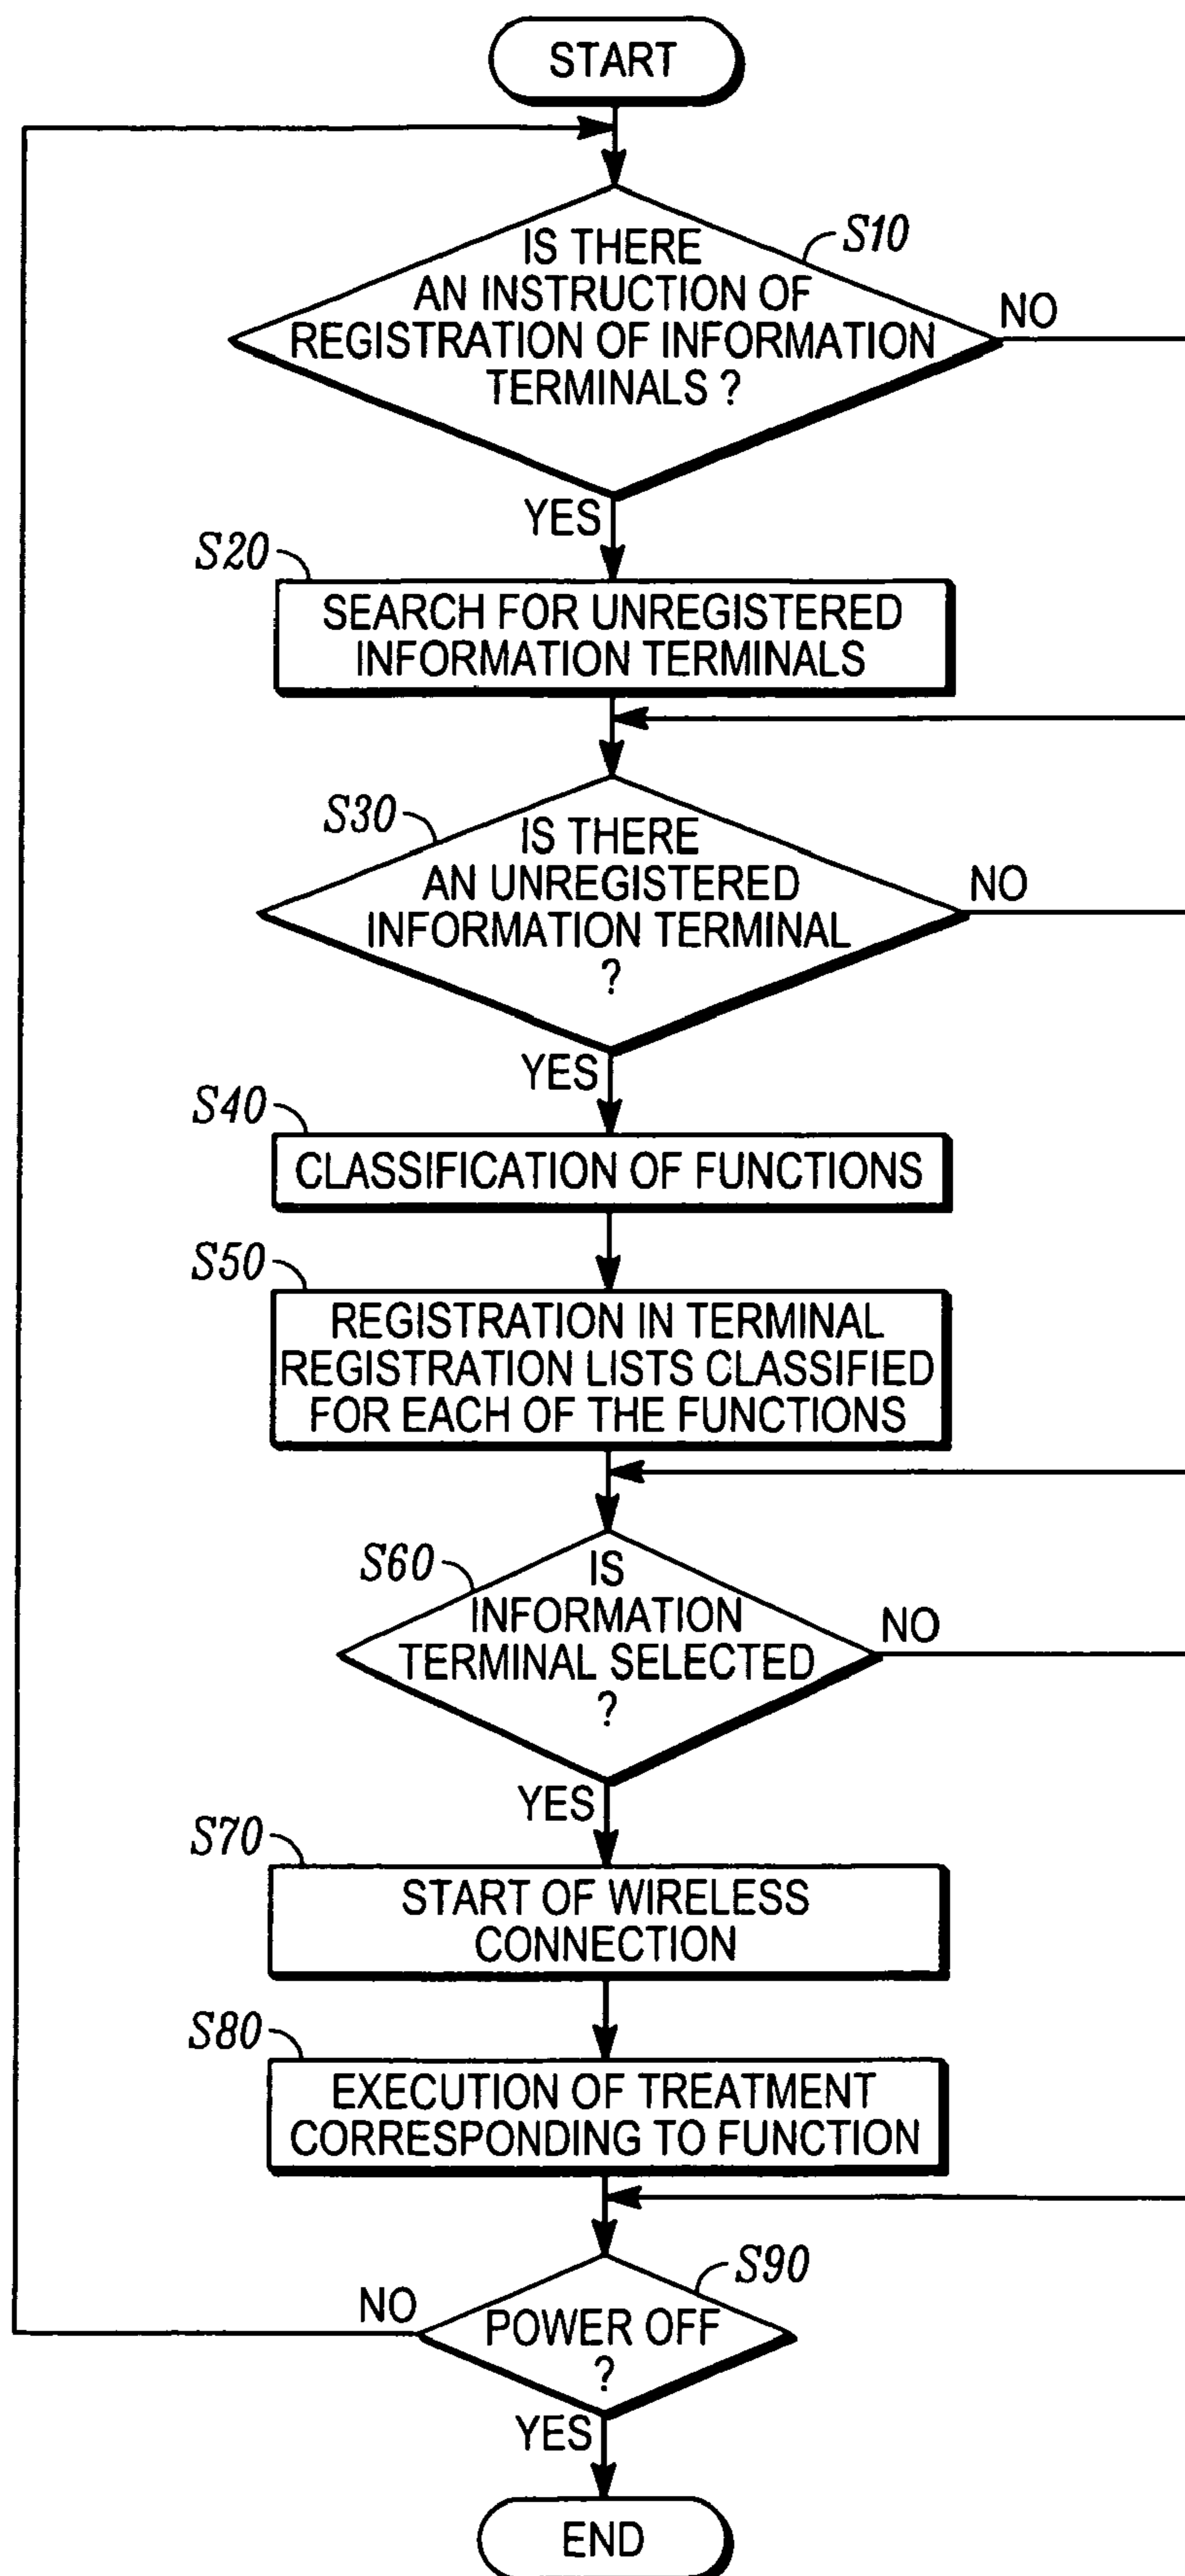 START
S10
IS THERE
AN INSTRUCTION OF
REGISTRATION OF INFORMATION
TERMINALS ?
NO
YES
S20
SEARCH FOR UNREGISTERED
INFORMATION TERMINALS
S30
IS THERE
AN UNREGISTERED
INFORMATION TERMINAL
?
NO
YES
S40
CLASSIFICATION OF FUNCTIONS
S50
REGISTRATION IN TERMINAL
REGISTRATION LISTS CLASSIFIED
FOR EACH OF THE FUNCTIONS
S60
IS
INFORMATION
TERMINAL SELECTED
?
NO
YES
S70
START OF WIRELESS
CONNECTION
S80
EXECUTION OF TREATMENT
CORRESPONDING TO FUNCTION
S90
NO
POWER OFF
?
YES
END